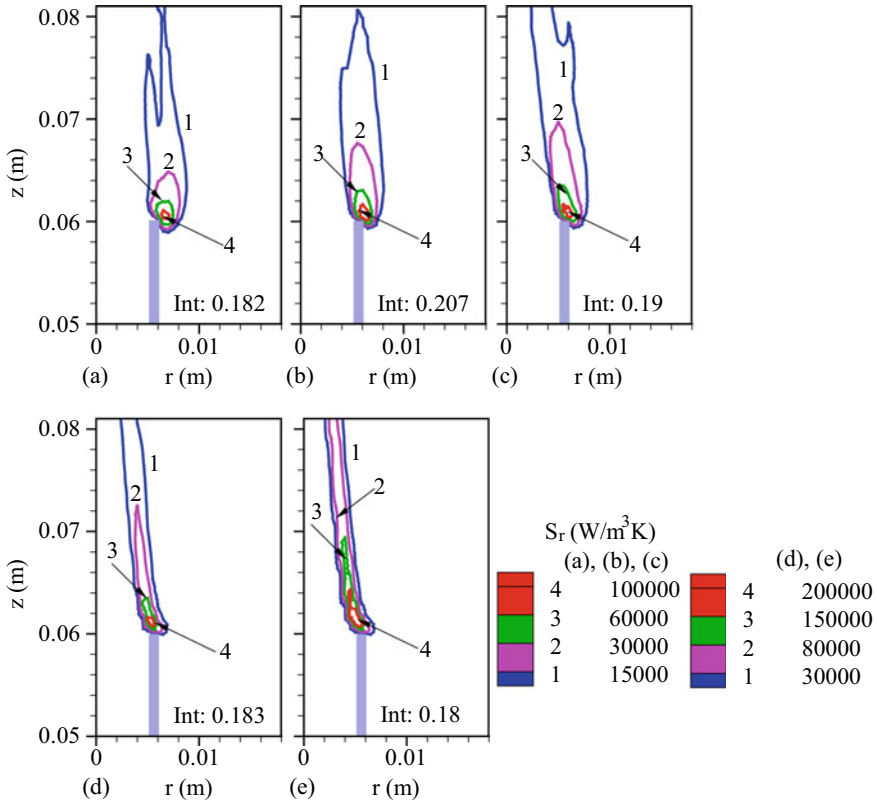 0.08
0.07
0.06
0.05
z (m)
1
2
3
4
Int: 0.182
0
0.01
(a)
r (m)
1
2
3
4
Int: 0.207
0
0.01
(b)
r (m)
1
2
3
4
Int: 0.19
0
0.01
(c)
r (m)
0.08
0.07
0.06
0.05
z (m)
1
2
3
4
Int: 0.183
0
0.01
(d)
r (m)
1
2
3
4
Int: 0.18
0
0.01
(e)
r (m)
Sr (W/m³K)
(a), (b), (c) (d), (e)
4 100000 4 200000
3 60000 3 150000
2 30000 2 80000
1 15000 1 30000